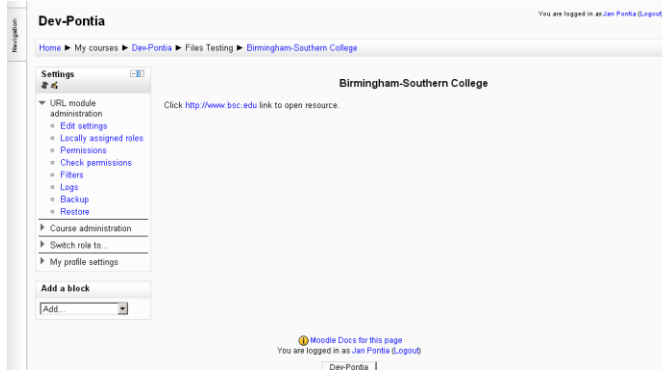 Navigation
Dev-Pontia
You are logged in as Jan Pontia (Logout)
Home ► My courses ► Dev-Pontia ► Files Testing ► Birmingham-Southern College
Settings
URL module
administration
Edit settings
Locally assigned roles
Permissions
Check permissions
Filters
Logs
Backup
Restore
Course administration
Switch role to...
My profile settings
Add a block
Add...
Birmingham-Southern College
Click http://www.bsc.edu link to open resource.
Moodle Docs for this page
You are logged in as Jan Pontia (Logout)
Dev-Pontia